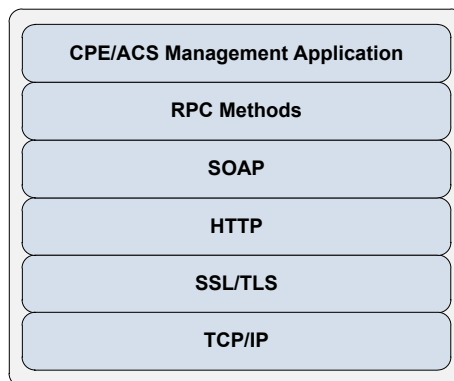 CPE/ACS Management Application
RPC Methods
SOAP
HTTP
SSL/TLS
TCP/IP